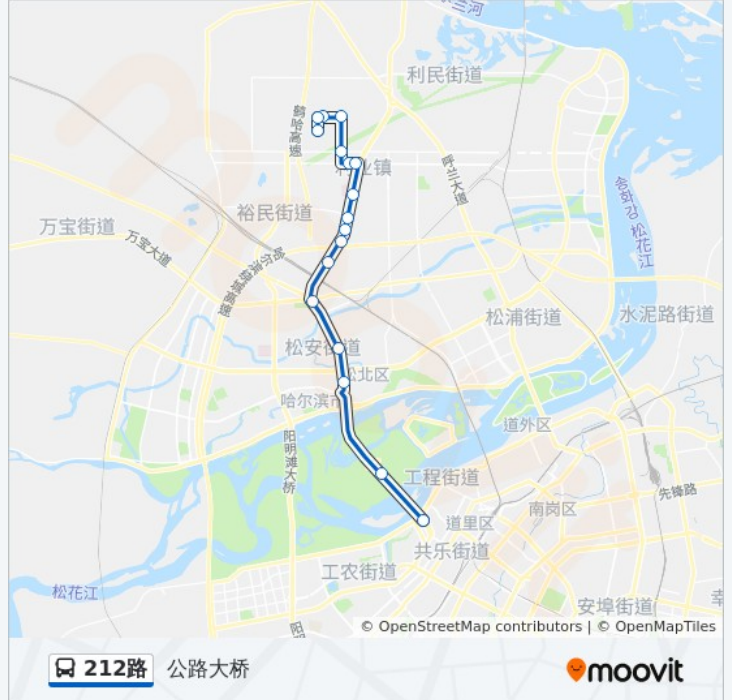 利民街道
鹤哈高速
利业镇
呼兰大道
송화강 松花江
裕民街道
万宝街道
万宝大道
哈尔滨绕城高速
松浦街道
水泥路街道
松安街道
松北区
哈尔滨市
道外区
阳明滩大桥
工程街道
先锋路
南岗区
道里区
共乐街道
工农街道
松花江
安埠街道
© OpenStreetMap contributors | © OpenMapTiles
212路 公路大桥
moovit